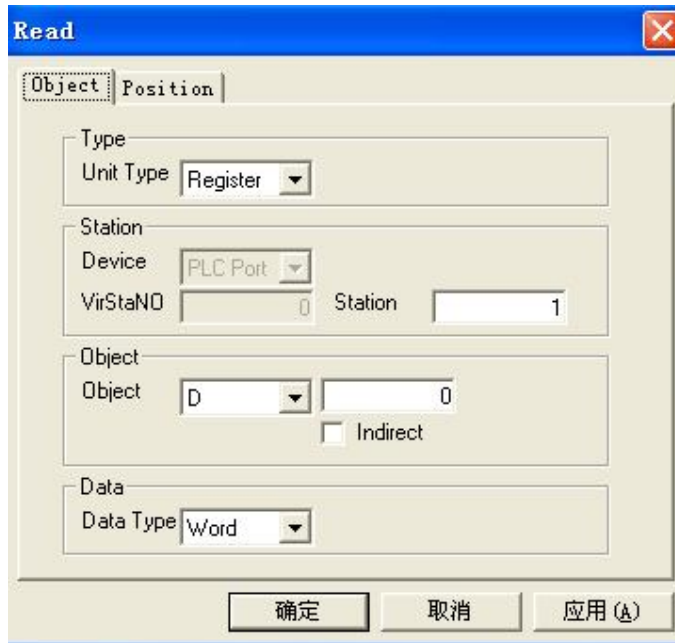 Read
Object Position
Type
Unit Type Register
Station
Device PLC Port
VirStaNO 0 Station 1
Object
Object D 0
Indirect
Data
Data Type Word
确定 取消 应用(A)